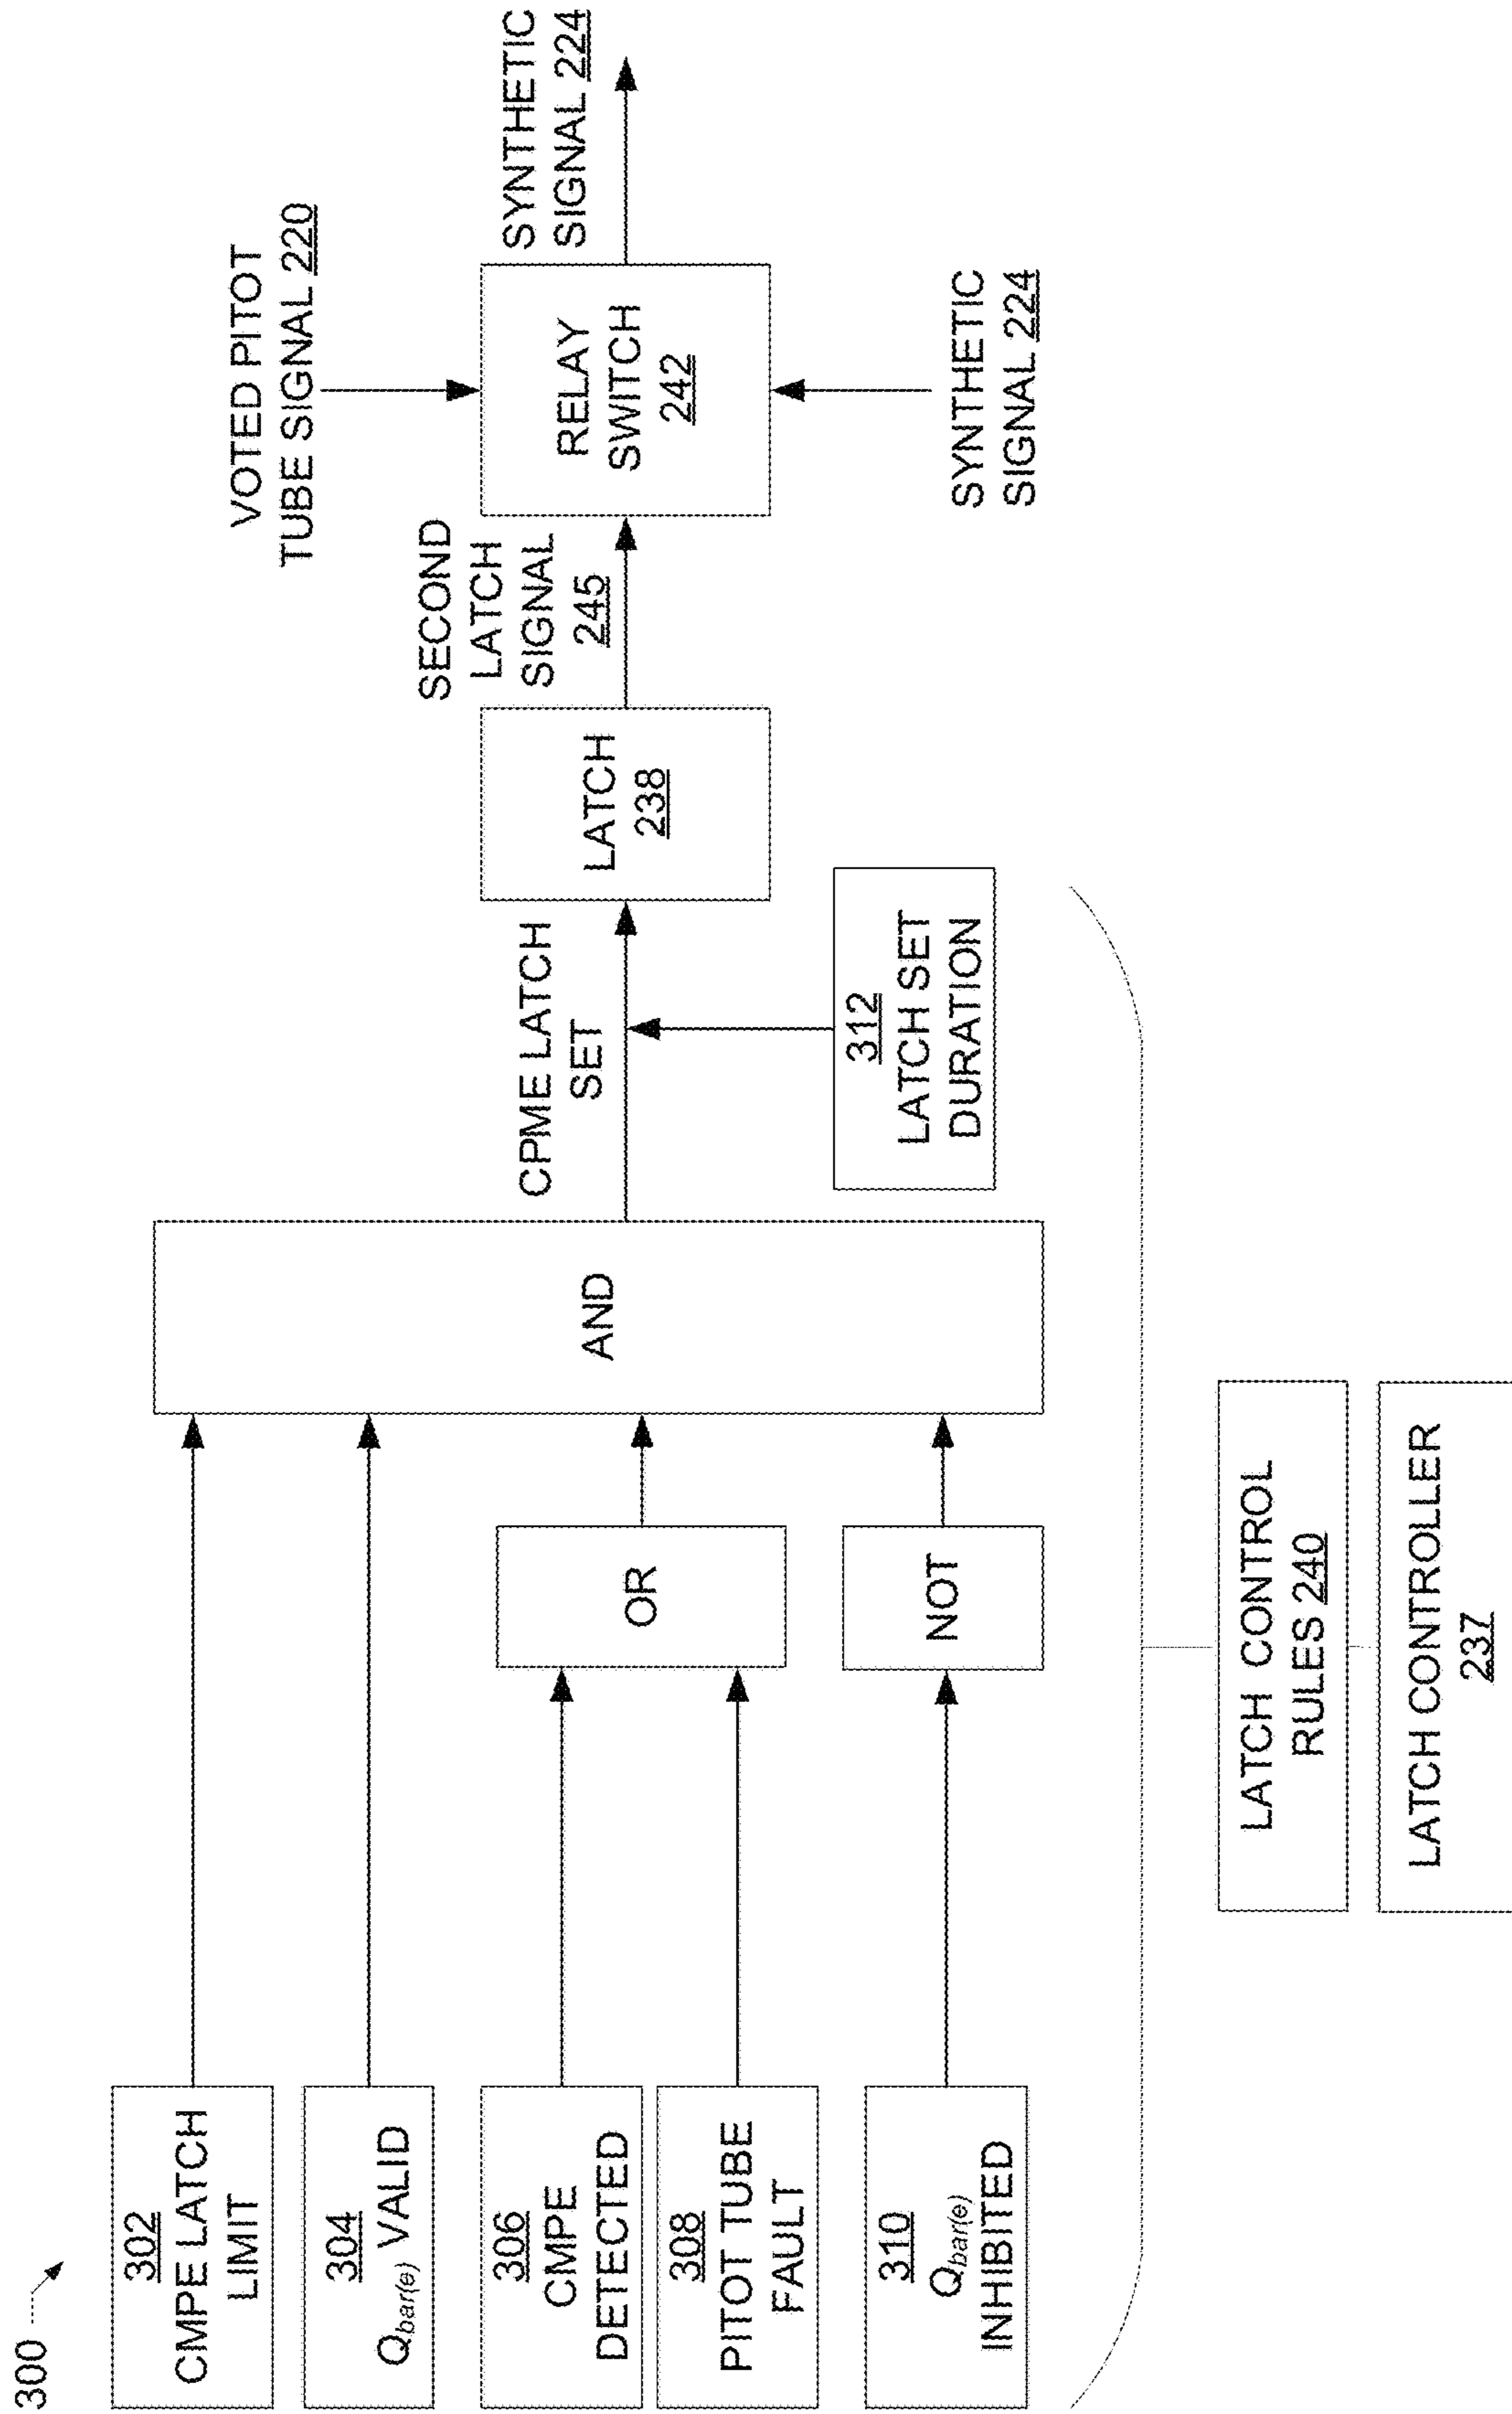 300
302
CMPE LATCH
LIMIT
304
Qbar(e) VALID
306
CMPE
DETECTED
308
PITOT TUBE
FAULT
310
Qbar(e)
INHIBITED
OR
NOT
AND
CPME LATCH
SET
312
LATCH SET
DURATION
LATCH
238
SECOND
LATCH
SIGNAL
245
VOTED PITOT
TUBE SIGNAL 220
RELAY
SWITCH
242
SYNTHETIC
SIGNAL 224
SYNTHETIC
SIGNAL 224
LATCH CONTROL
RULES 240
LATCH CONTROLLER
237